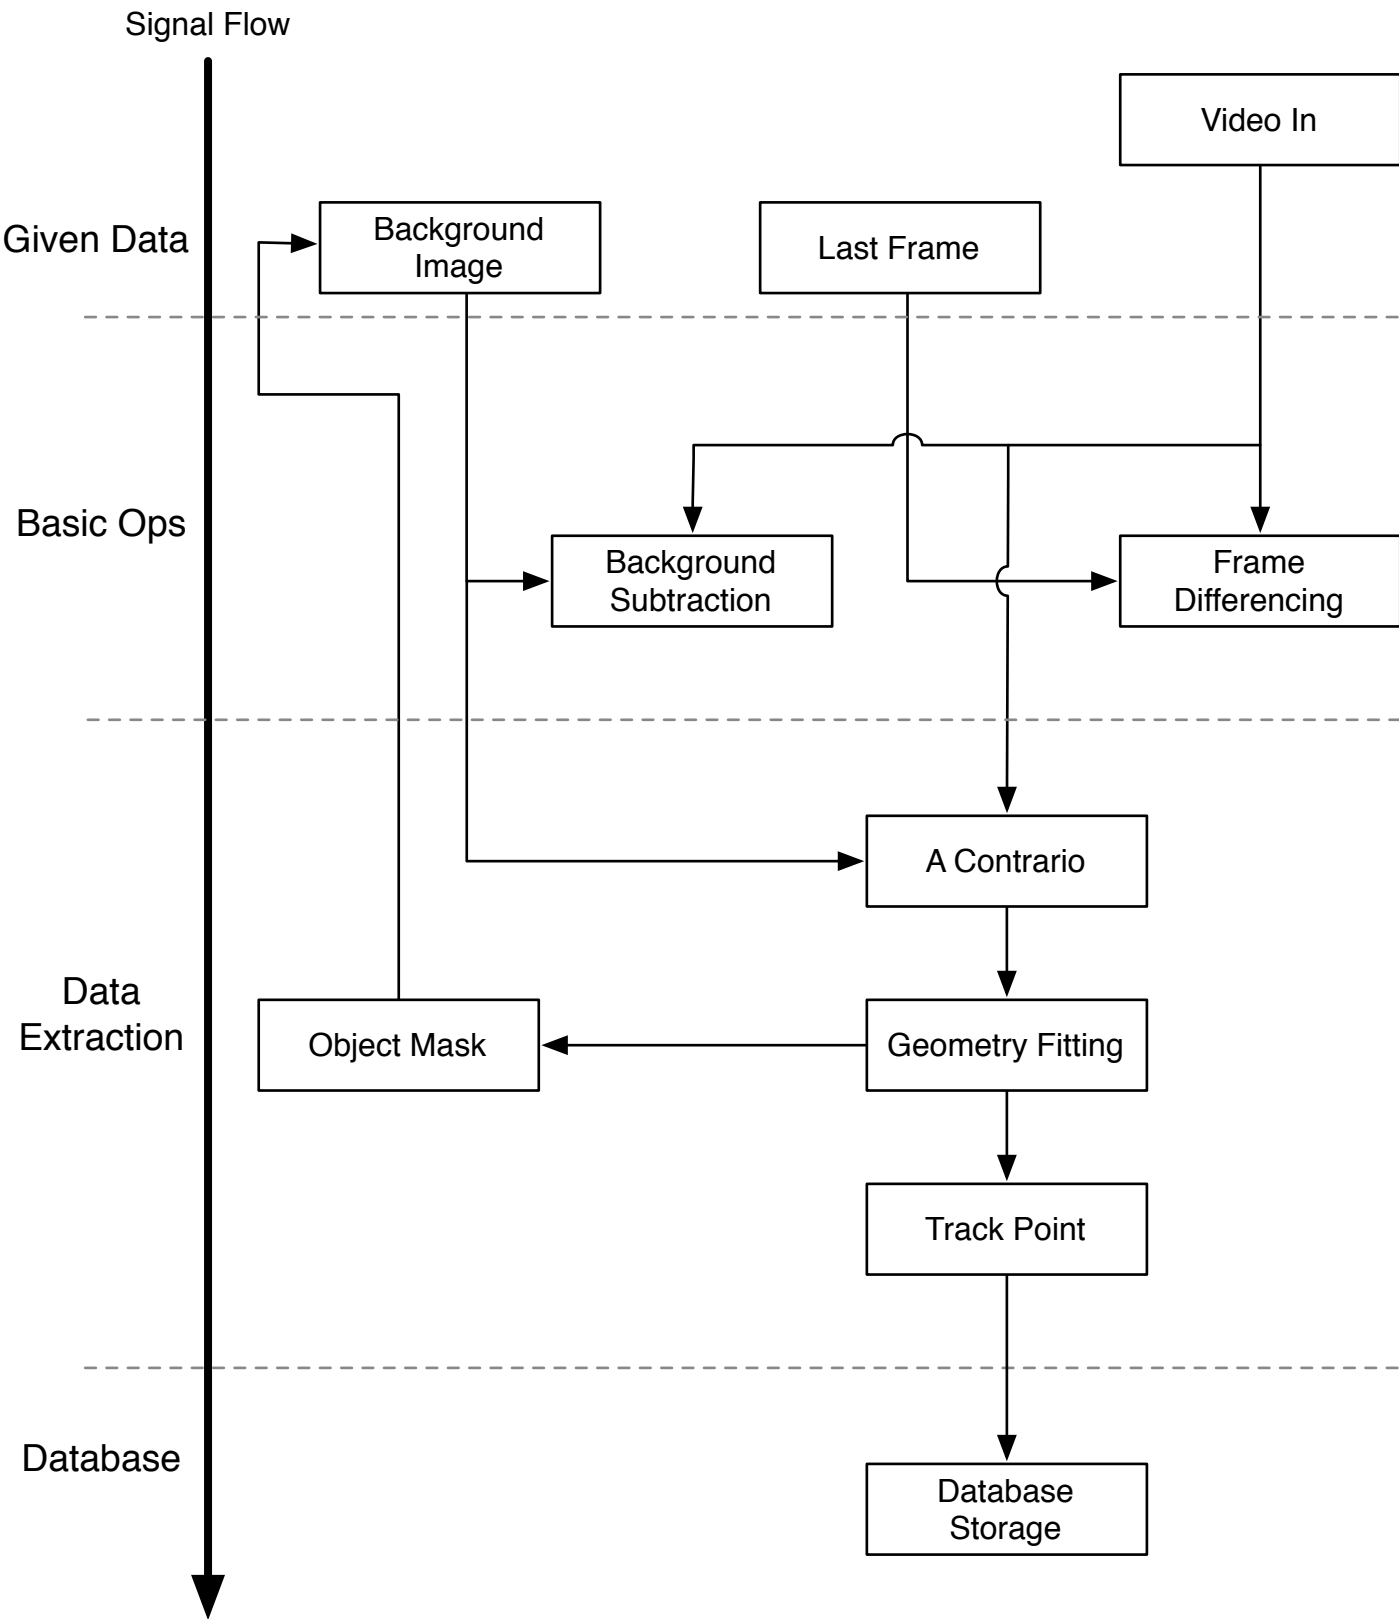 Signal Flow
Video In
Given Data
Background
Image
Last Frame
Basic Ops
Background
Subtraction
Frame
Differencing
A Contrario
Data
Extraction
Object Mask
Geometry Fitting
Track Point
Database
Database
Storage